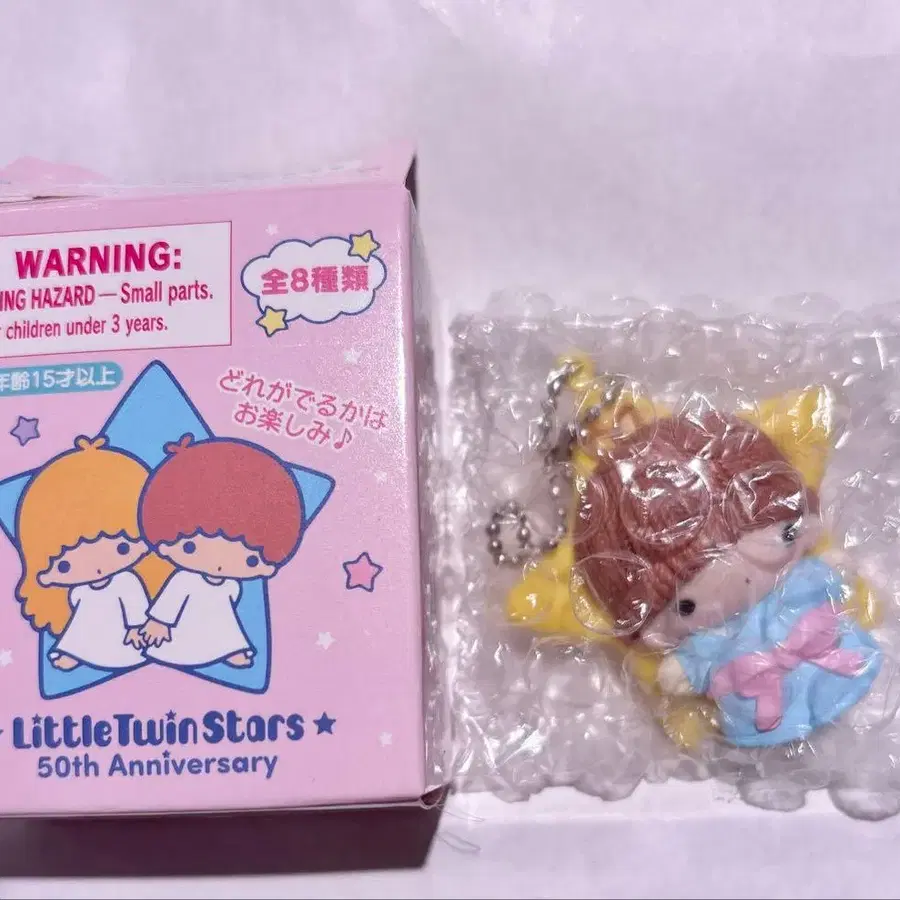 WARNING:
ING HAZARD — Small parts.
children under 3 years.
全8種類
年齢15才以上
どれがでるかは
お楽しみ♪
LittleTwinStars
50th Anniversary